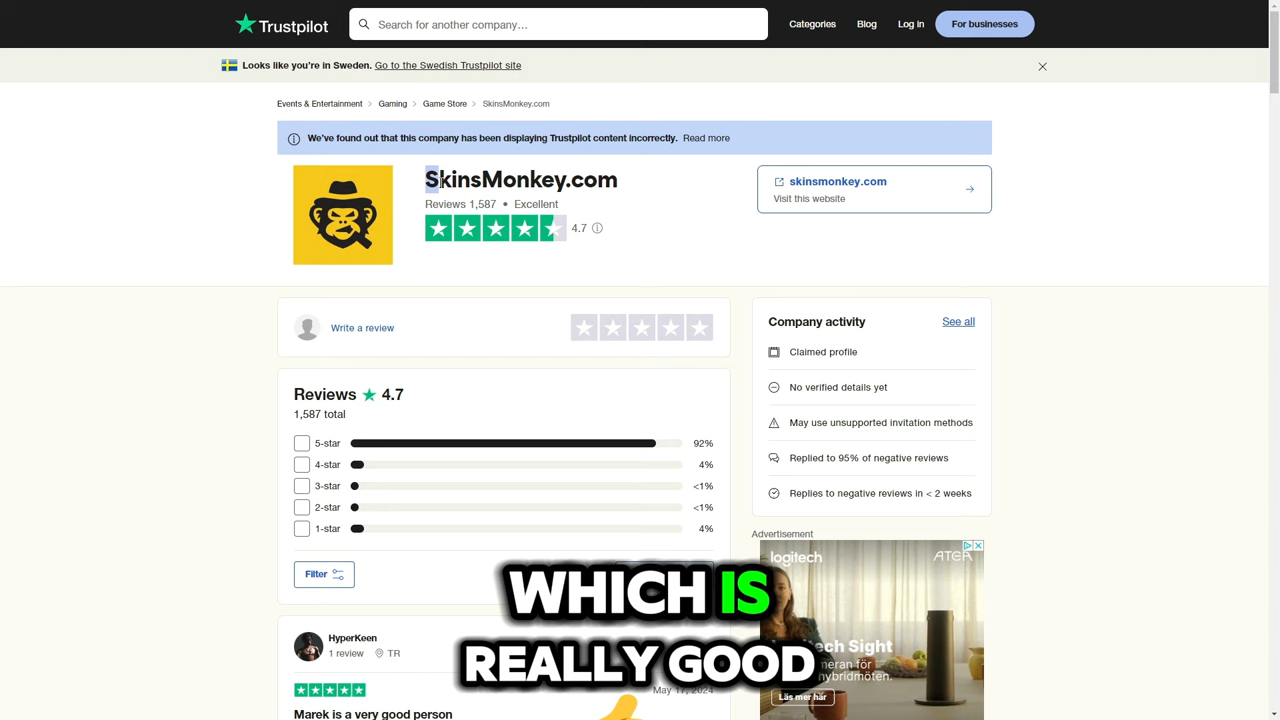 Trustpilot
Search for another company...
Categories
Blog
Log in
For businesses
Looks like you're in Sweden. Go to the Swedish Trustpilot site
Events & Entertainment > Gaming > Game Store > SkinsMonkey.com
We've found out that this company has been displaying Trustpilot content incorrectly. Read more
SkinsMonkey.com
Reviews 1,587 • Excellent
4.7
skinsmonkey.com
Visit this website
Write a review
Company activity
See all
Claimed profile
No verified details yet
May use unsupported invitation methods
Replied to 95% of negative reviews
Replies to negative reviews in < 2 weeks
Reviews ★ 4.7
1,587 total
5-star 92%
4-star 4%
3-star <1%
2-star <1%
1-star 4%
Filter
Advertisement
logitech
WHICH IS
REALLY GOOD
HyperKeen
1 review TR
May 17, 2024
Marek is a very good person
Sight
hybridmöten.
Läs mer här